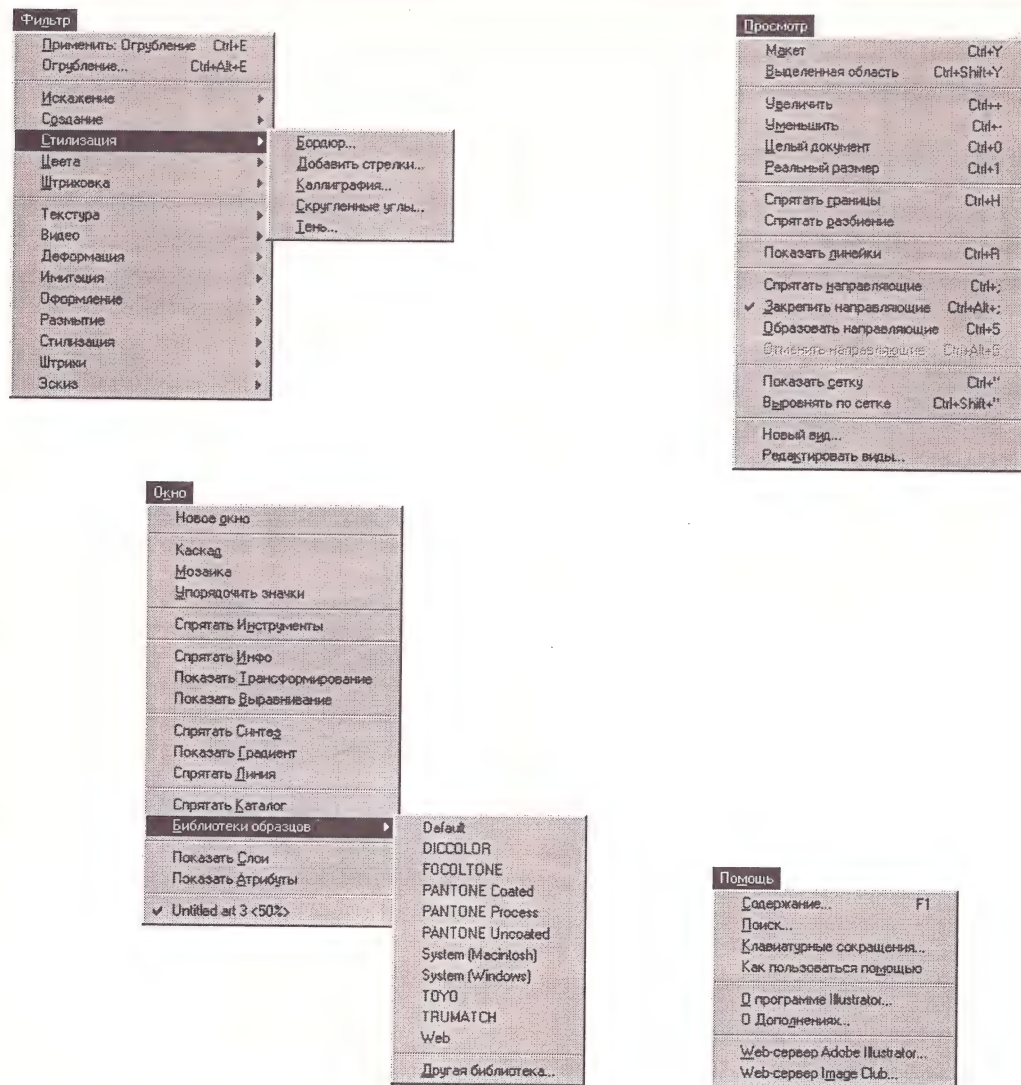 Фильтр
Применить: Огрубление Ctrl+E
Огрубление... Ctrl+Alt+E
Искажение
Создание
Стилизация
Цвета
Штриховка
Текстура
Видео
Деформация
Имитация
Оформление
Размытие
Стилизация
Штрихи
Эскиз
Бордюр...
Добавить стрелки...
Каллиграфия...
Скругленные углы...
Тень...
Просмотр
Макет Ctrl+Y
Выделенная область Ctrl+Shift+Y
Увеличить Ctrl++
Уменьшить Ctrl+-
Целый документ Ctrl+0
Реальный размер Ctrl+1
Спрятать границы Ctrl+H
Спрятать разбиение
Показать линейки Ctrl+R
Спрятать направляющие Ctrl+;
Закрепить направляющие Ctrl+Alt+;
Образовать направляющие Ctrl+5
Отменить направляющие Ctrl+Alt+5
Показать сетку Ctrl+"
Выровнять по сетке Ctrl+Shift+"
Новый вид...
Редактировать виды...
Окно
Новое окно
Каскад
Мозаика
Упорядочить значки
Спрятать Инструменты
Спрятать Инфо
Показать Трансформирование
Показать Выравнивание
Спрятать Синтез
Показать Градиент
Спрятать Линия
Спрятать Каталог
Библиотеки образцов
Показать Слои
Показать Атрибуты
Untitled art 3 <50%>
Default
DICCOLOR
FOCOLTONE
PANTONE Coated
PANTONE Process
PANTONE Uncoated
System (Macintosh)
System (Windows)
TOYO
TRUMATCH
Web
Другая библиотека...
Помощь
Содержание... F1
Поиск...
Клавиатурные сокращения...
Как пользоваться помощью
О программе Illustrator...
О Дополнениях...
Web-сервер Adobe Illustrator...
Web-сервер Image Club...